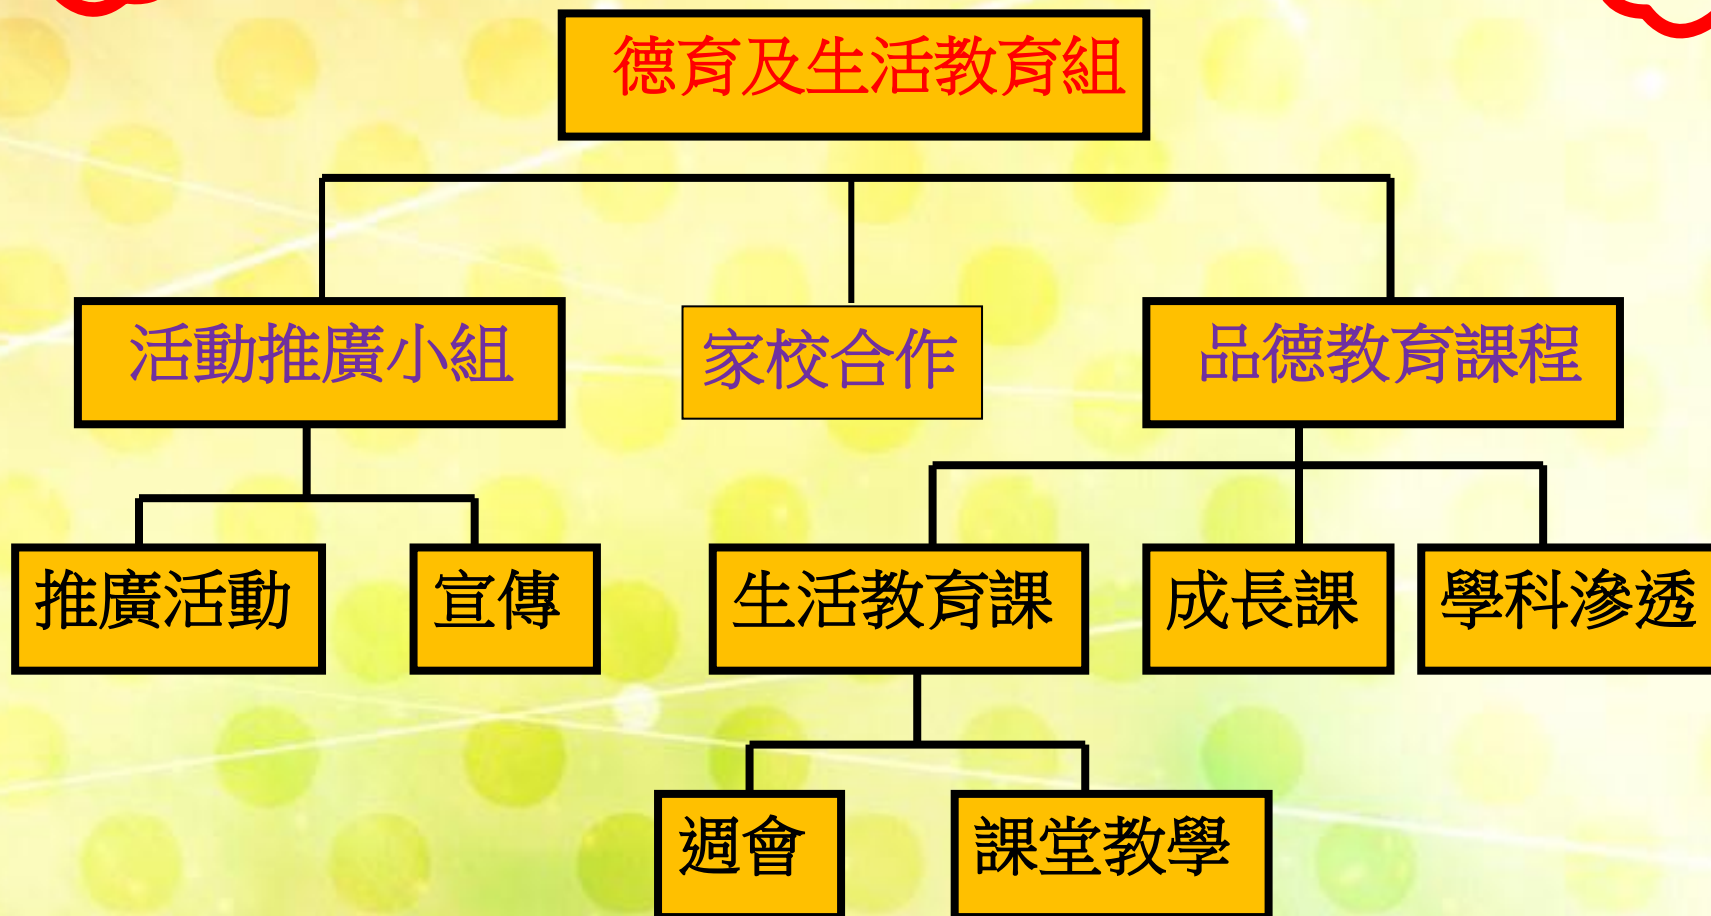 德育及生活教育組
活動推廣小組
家校合作
品德教育課程
推廣活動
宣傳
生活教育課
成長課
學科滲透
週會
課堂教學